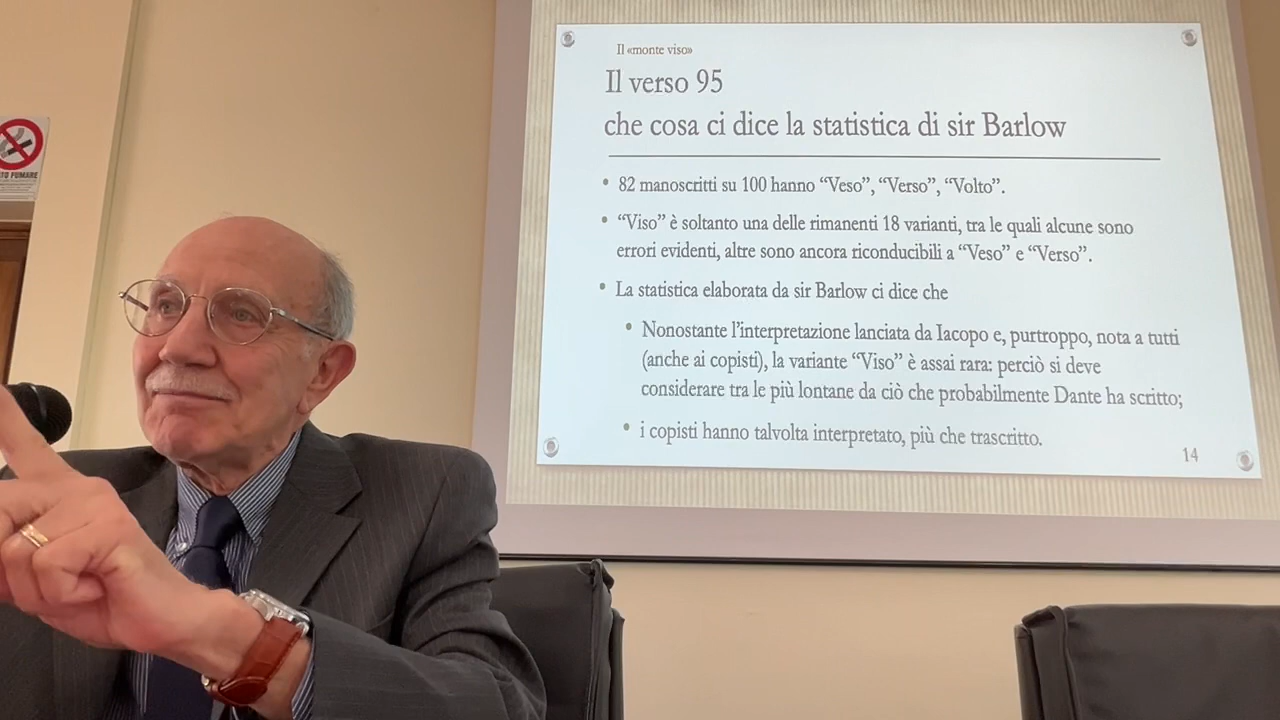 TO FUMARE
Il «monte viso»
Il verso 95
che cosa ci dice la statistica di sir Barlow
• 82 manoscritti su 100 hanno “Veso”, “Verso”, “Volto”.
• “Viso” è soltanto una delle rimanenti 18 varianti, tra le quali alcune sono
errori evidenti, altre sono ancora riconducibili a “Veso” e “Verso”.
• La statistica elaborata da sir Barlow ci dice che
• Nonostante l’interpretazione lanciata da Iacopo e, purtroppo, nota a tutti
(anche ai copisti), la variante “Viso” è assai rara: perciò si deve
considerare tra le più lontane da ciò che probabilmente Dante ha scritto;
• i copisti hanno talvolta interpretato, più che trascritto.
14